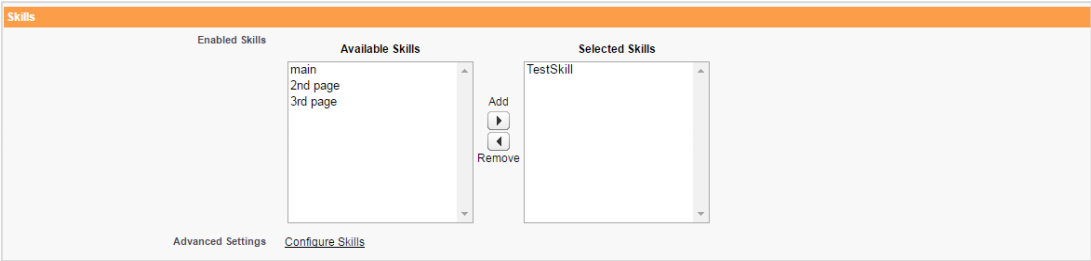 Skills
Enabled Skills
Available Skills
Selected Skills
main
2nd page
3rd page
Add
Remove
TestSkill
Advanced Settings
Configure Skills